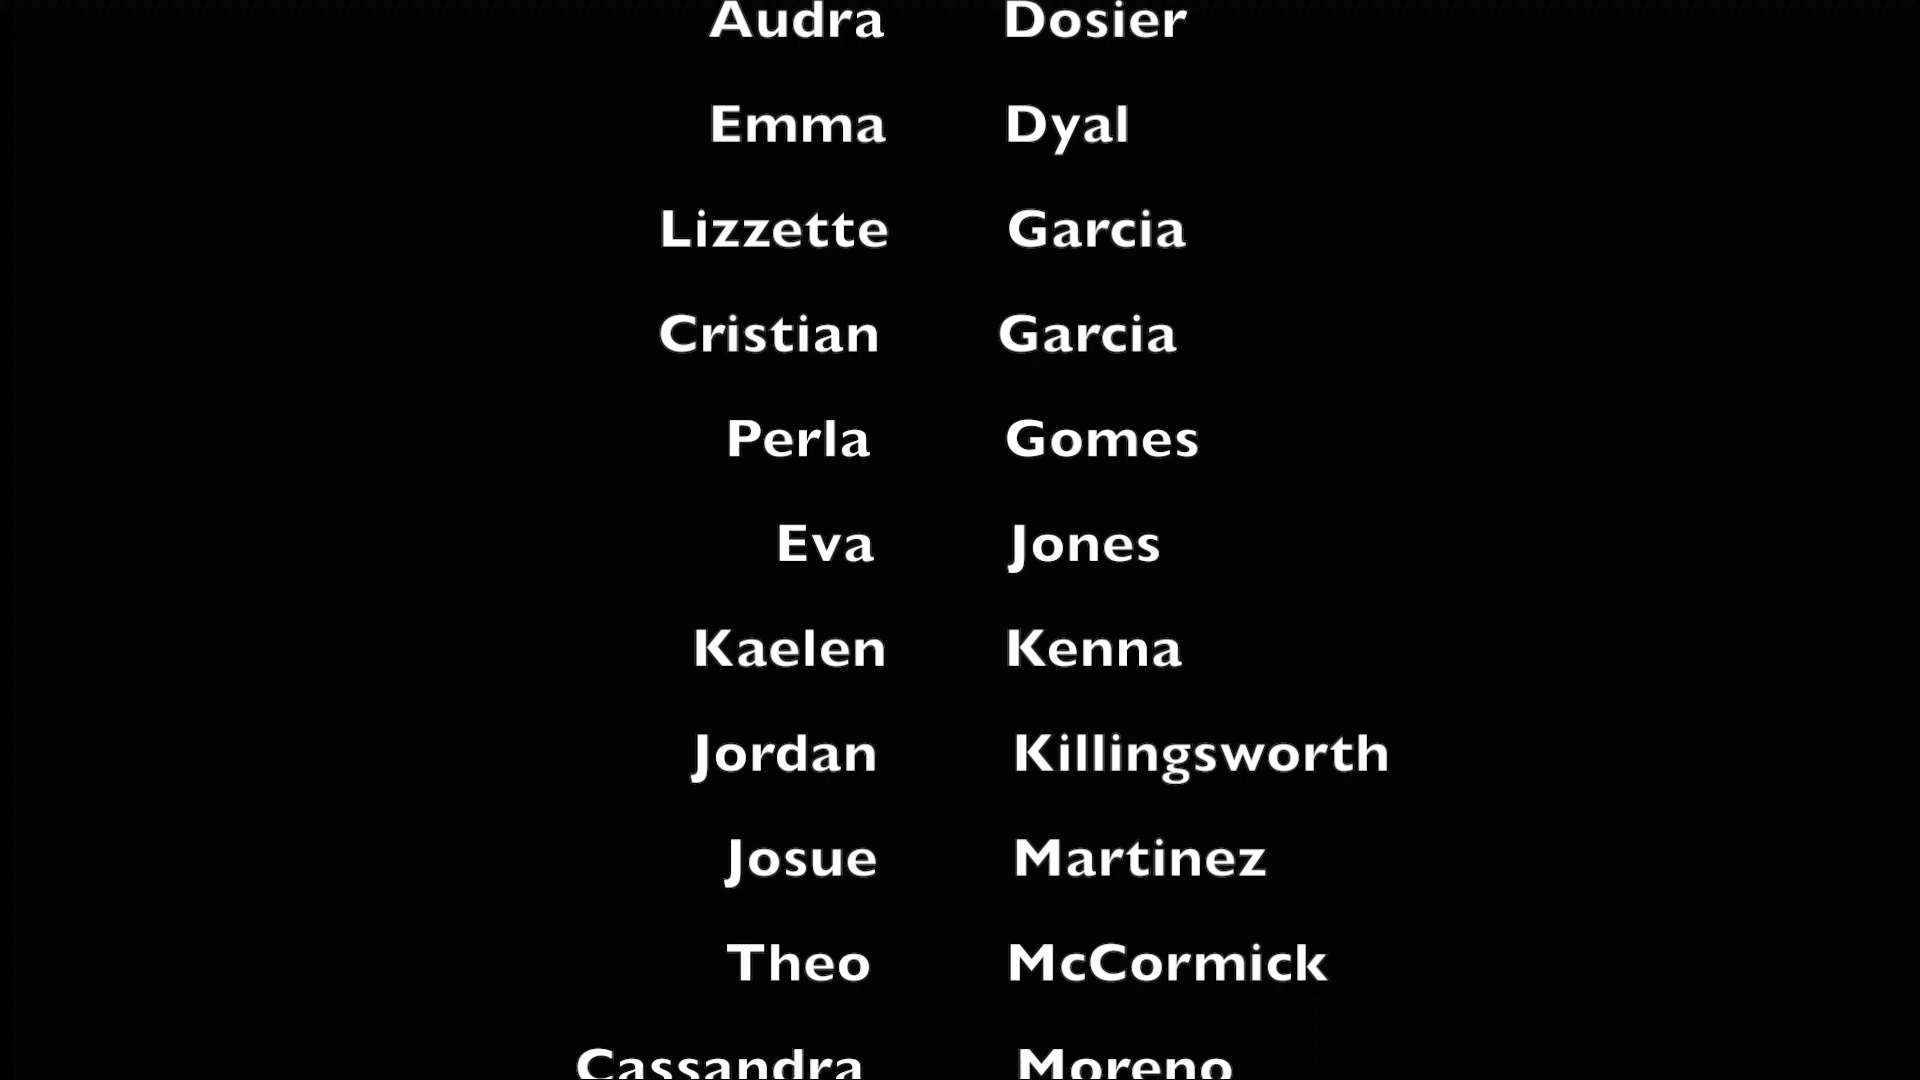 Audra Dosier
Emma Dyal
Lizzette Garcia
Cristian Garcia
Perla Gomes
Eva Jones
Kaelen Kenna
Jordan Killingsworth
Josue Martinez
Theo McCormick
Cassandra Moreno